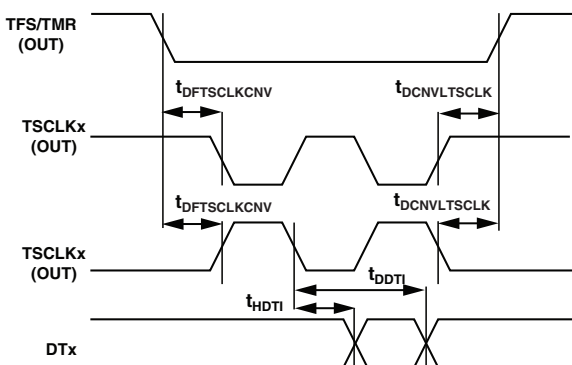 TFS/TMR
(OUT)
tDFTSCLKCNV
tDCNVLTSCLK
TSCLKx
(OUT)
tDFTSCLKCNV
tDCNVLTSCLK
TSCLKx
(OUT)
tDDTI
tHDTI
DTx